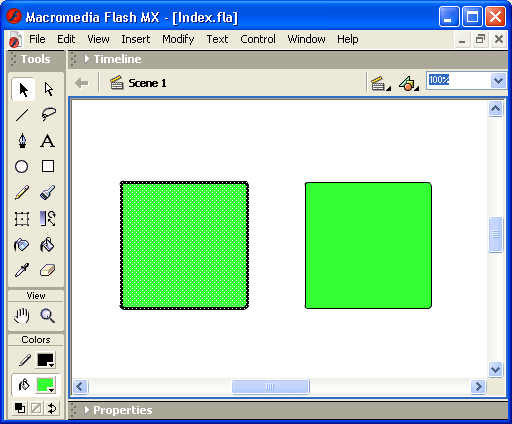 Macromedia Flash MX - [Index.fla]
File Edit View Insert Modify Text Control Window Help
Tools
Timeline
Scene 1
100%
A
View
Colors
Properties